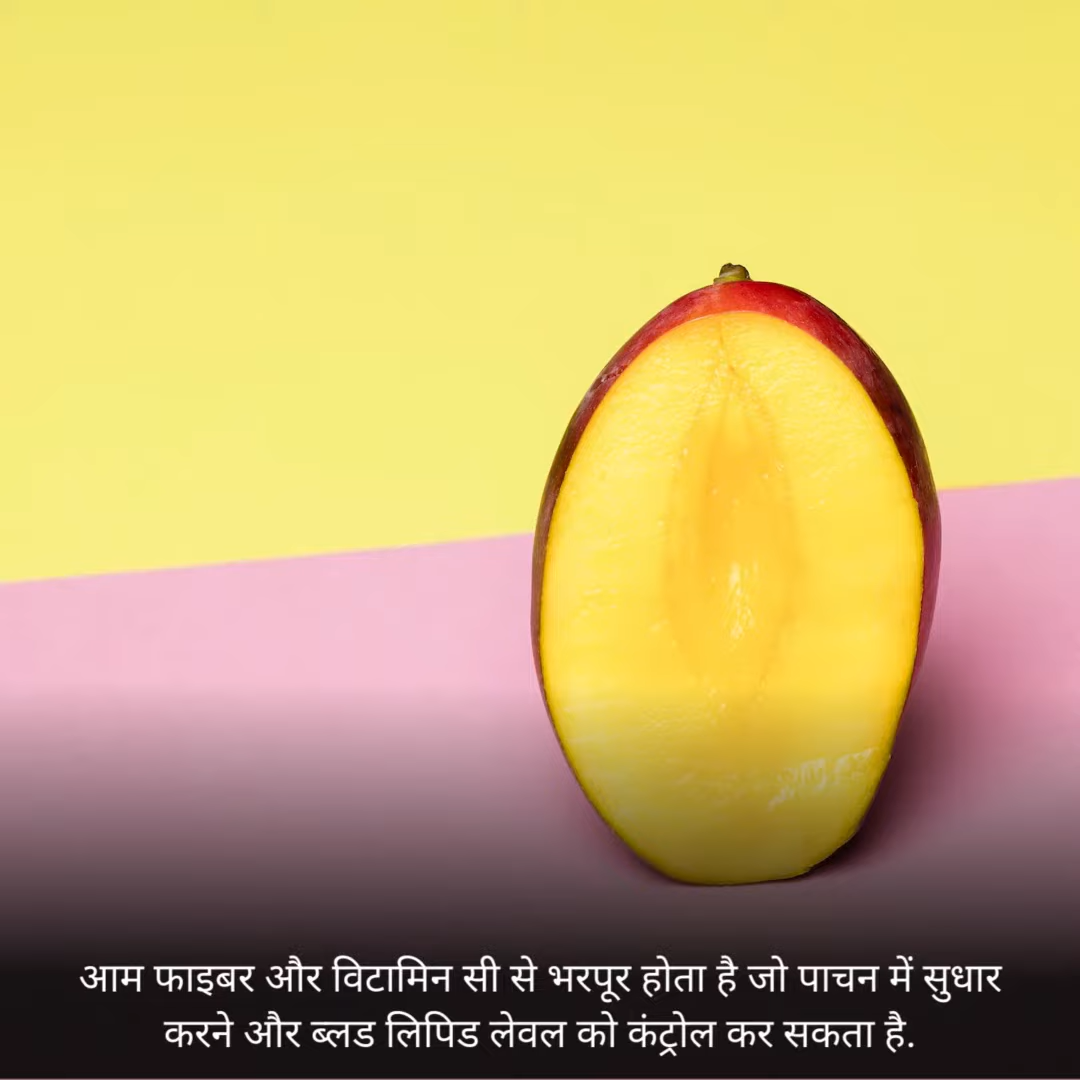 आम फाइबर और विटामिन सी से भरपूर होता है जो पाचन में सुधार
करने और ब्लड लिपिड लेवल को कंट्रोल कर सकता है.